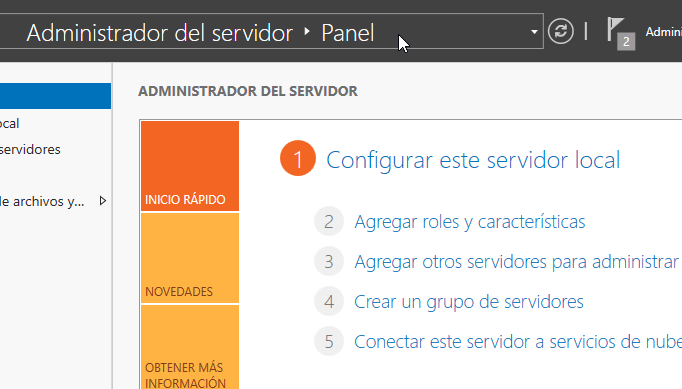 Administrador del servidor ‣ Panel
2
Admini
ADMINISTRADOR DEL SERVIDOR
ocal
servidores
de archivos y...
INICIO RÁPIDO
NOVEDADES
OBTENER MÁS
INFORMACIÓN
1 Configurar este servidor local
2 Agregar roles y características
3 Agregar otros servidores para administrar
4 Crear un grupo de servidores
5 Conectar este servidor a servicios de nube